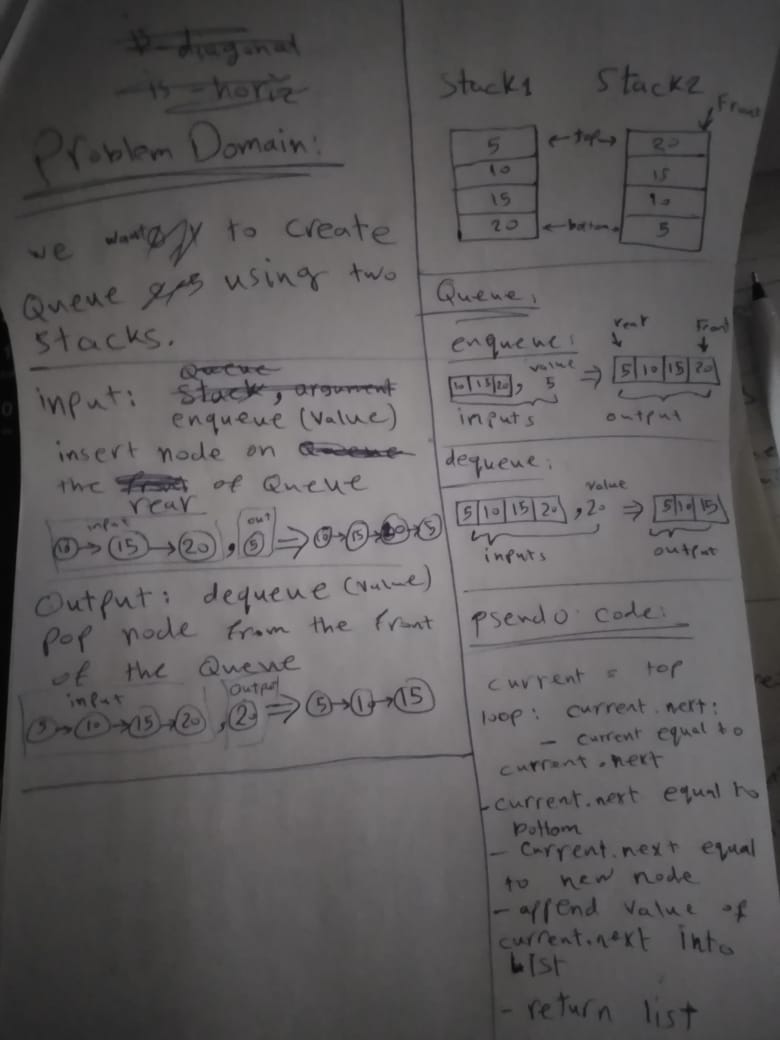 diagonal
is - horiz
Problem Domain:
we want to create
Queue using two
stacks.
Queue
input: Stack, argument
enqueue (value)
insert node on Queue
the front of Queue
rear
input
out
10 → 15 → 20 , 5 ⇒ 10 → 15 → 20 → 5
Output: dequeue (value)
pop node from the front
of the Queue
input
output
5 → 10 → 15 → 20 , 20 ⇒ 5 → 10 → 15
Stack1
Stack2
Front
5 ← top → 20
10 15
15 10
20 ← bottom → 5
Queue:
enqueue:
rear Front
value
10 | 15 | 20 , 5 ⇒ 5 | 10 | 15 | 20
inputs output
dequeue:
value
5 | 10 | 15 | 20 , 20 ⇒ 5 | 10 | 15
inputs output
psendo code:
current = top
loop: current.next:
- current equal to
current.next
- current.next equal to
bottom
- current.next equal
to new node
- append value of
current.next into
List
- return list